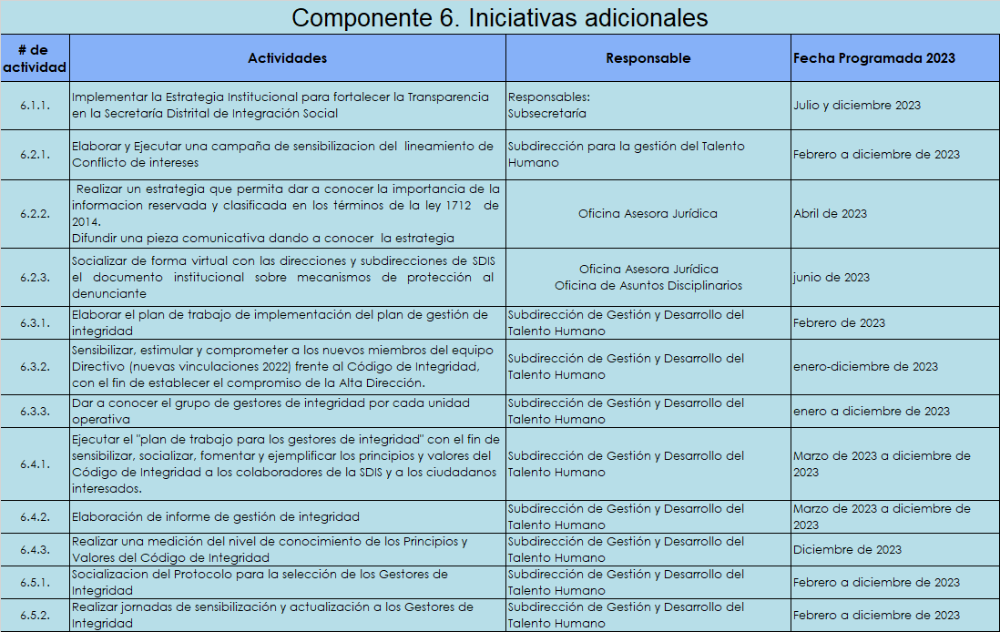 Componente 6. Iniciativas adicionales
# de
actividad
Actividades
Responsable
Fecha Programada 2023
6.1.1.
Implementar la Estrategia Institucional para fortalecer la Transparencia
en la Secretaría Distrital de Integración Social
Responsables:
Subsecretaría
Julio y diciembre 2023
6.2.1.
Elaborar y Ejecutar una campaña de sensibilizacion del lineamiento de
Conflicto de intereses
Subdirección para la gestión del Talento
Humano
Febrero a diciembre de 2023
6.2.2.
Realizar un estrategia que permita dar a conocer la importancia de la
informacion reservada y clasificada en los términos de la ley 1712 de
2014.
Difundir una pieza comunicativa dando a conocer la estrategia
Oficina Asesora Jurídica
Abril de 2023
6.2.3.
Socializar de forma virtual con las direcciones y subdirecciones de SDIS
el documento institucional sobre mecanismos de protección al
denunciante
Oficina Asesora Jurídica
Oficina de Asuntos Disciplinarios
junio de 2023
6.3.1.
Elaborar el plan de trabajo de implementación del plan de gestión de
integridad
Subdirección de Gestión y Desarrollo del
Talento Humano
Febrero de 2023
6.3.2.
Sensibilizar, estimular y comprometer a los nuevos miembros del equipo
Directivo (nuevas vinculaciones 2022) frente al Código de Integridad,
con el fin de establecer el compromiso de la Alta Dirección.
Subdirección de Gestión y Desarrollo del
Talento Humano
enero-diciembre de 2023
6.3.3.
Dar a conocer el grupo de gestores de integridad por cada unidad
operativa
Subdirección de Gestión y Desarrollo del
Talento Humano
enero a diciembre de 2023
6.4.1.
Ejecutar el "plan de trabajo para los gestores de integridad" con el fin de
sensibilizar, socializar, fomentar y ejemplificar los principios y valores del
Código de Integridad a los colaboradores de la SDIS y a los ciudadanos
interesados.
Subdirección de Gestión y Desarrollo del
Talento Humano
Marzo de 2023 a diciembre de
2023
6.4.2.
Elaboración de informe de gestión de integridad
Subdirección de Gestión y Desarrollo del
Talento Humano
Marzo de 2023 a diciembre de
2023
6.4.3.
Realizar una medición del nivel de conocimiento de los Principios y
Valores del Código de Integridad
Subdirección de Gestión y Desarrollo del
Talento Humano
Diciembre de 2023
6.5.1.
Socializacion del Protocolo para la selección de los Gestores de
Integridad
Subdirección de Gestión y Desarrollo del
Talento Humano
Febrero a diciembre de 2023
6.5.2.
Realizar jornadas de sensibilización y actualización a los Gestores de
Integridad
Subdirección de Gestión y Desarrollo del
Talento Humano
Febrero a diciembre de 2023